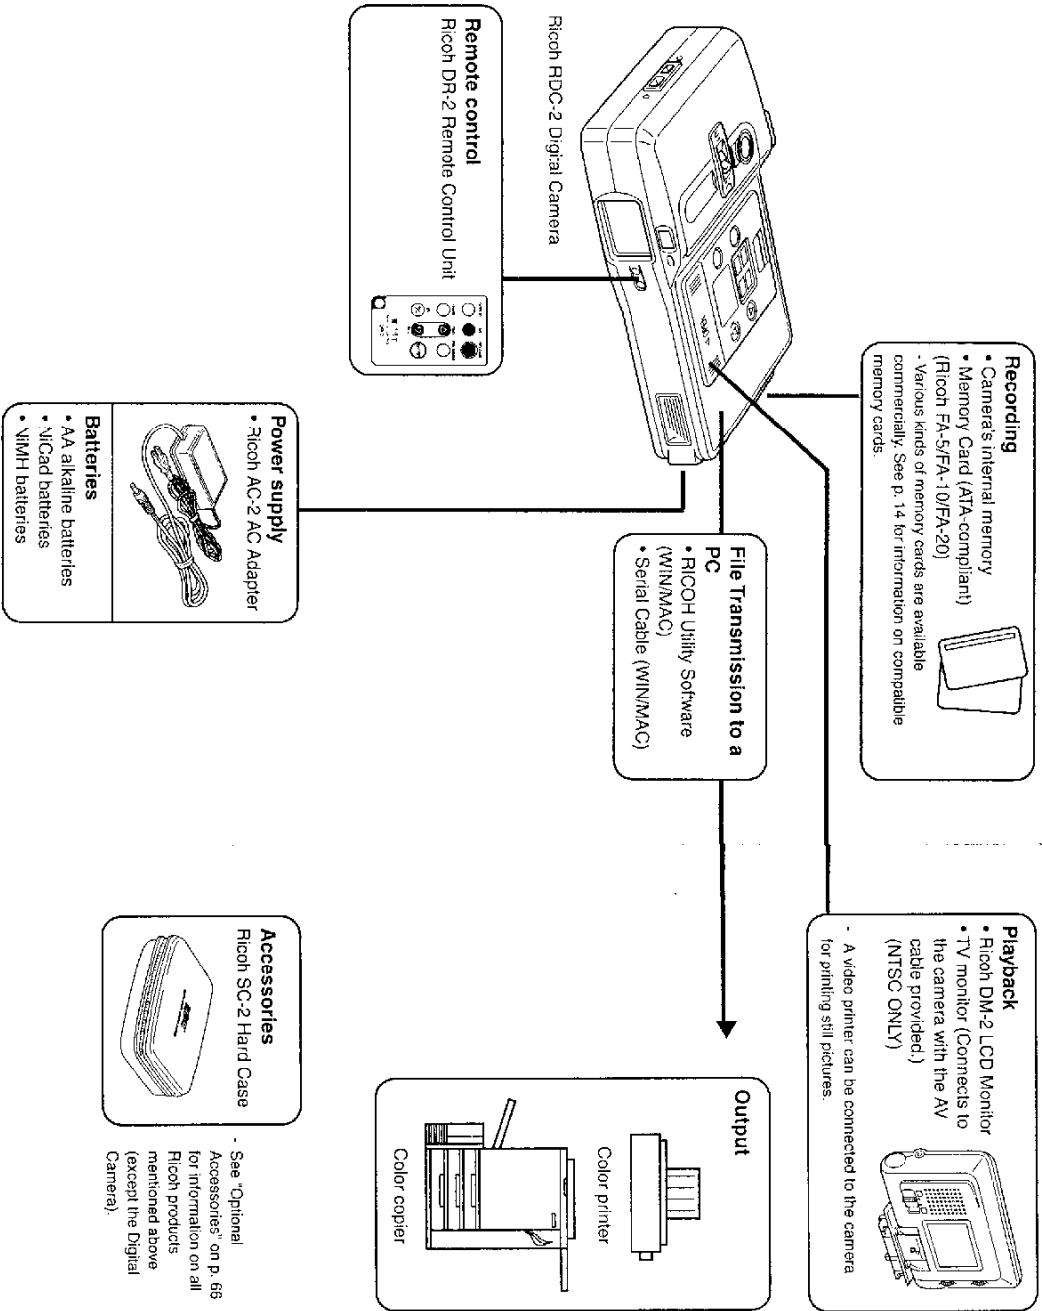 Recording
• Camera's internal memory
• Memory Card (ATA-compliant)
(Ricoh FA-5/FA-10/FA-20)
- Various kinds of memory cards are available
commercially. See p. 14 for information on compatible
memory cards.
Playback
• Ricoh DM-2 LCD Monitor
• TV monitor (Connects to
the camera with the AV
cable provided.)
(NTSC ONLY)
- A video printer can be connected to the camera
for printing still pictures.
Ricoh RDC-2 Digital Camera
File Transmission to a
PC
• RICOH Utility Software
(WIN/MAC)
• Serial Cable (WIN/MAC)
Output
Color printer
Color copier
Remote control
Ricoh DR-2 Remote Control Unit
Power supply
• Ricoh AC-2 AC Adapter
Batteries
• AA alkaline batteries
• NiCad batteries
• NiMH batteries
Accessories
Ricoh SC-2 Hard Case
- See "Optional
Accessories" on p. 66
for information on all
Ricoh products
mentioned above
(except the Digital
Camera).